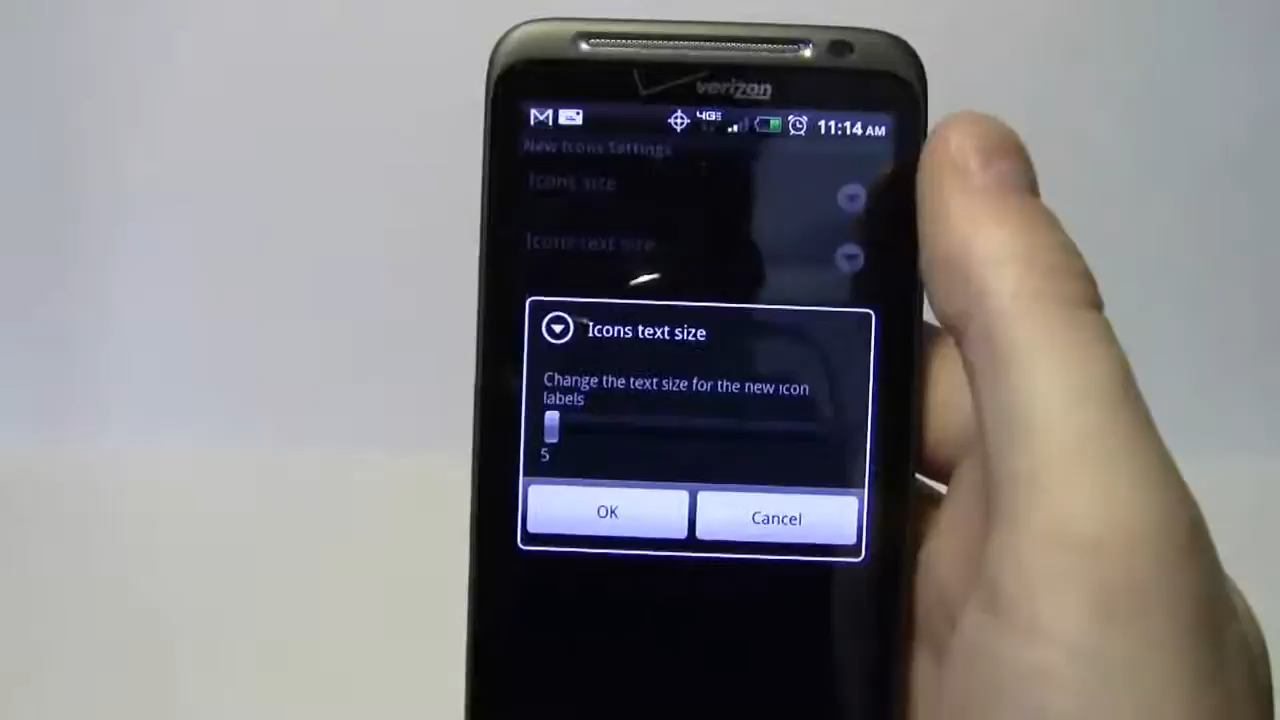 verizon
4G 11:14 AM
New Icons Settings
Icons size
Icons text size
Icons text size
Change the text size for the new icon
labels
5
OK Cancel